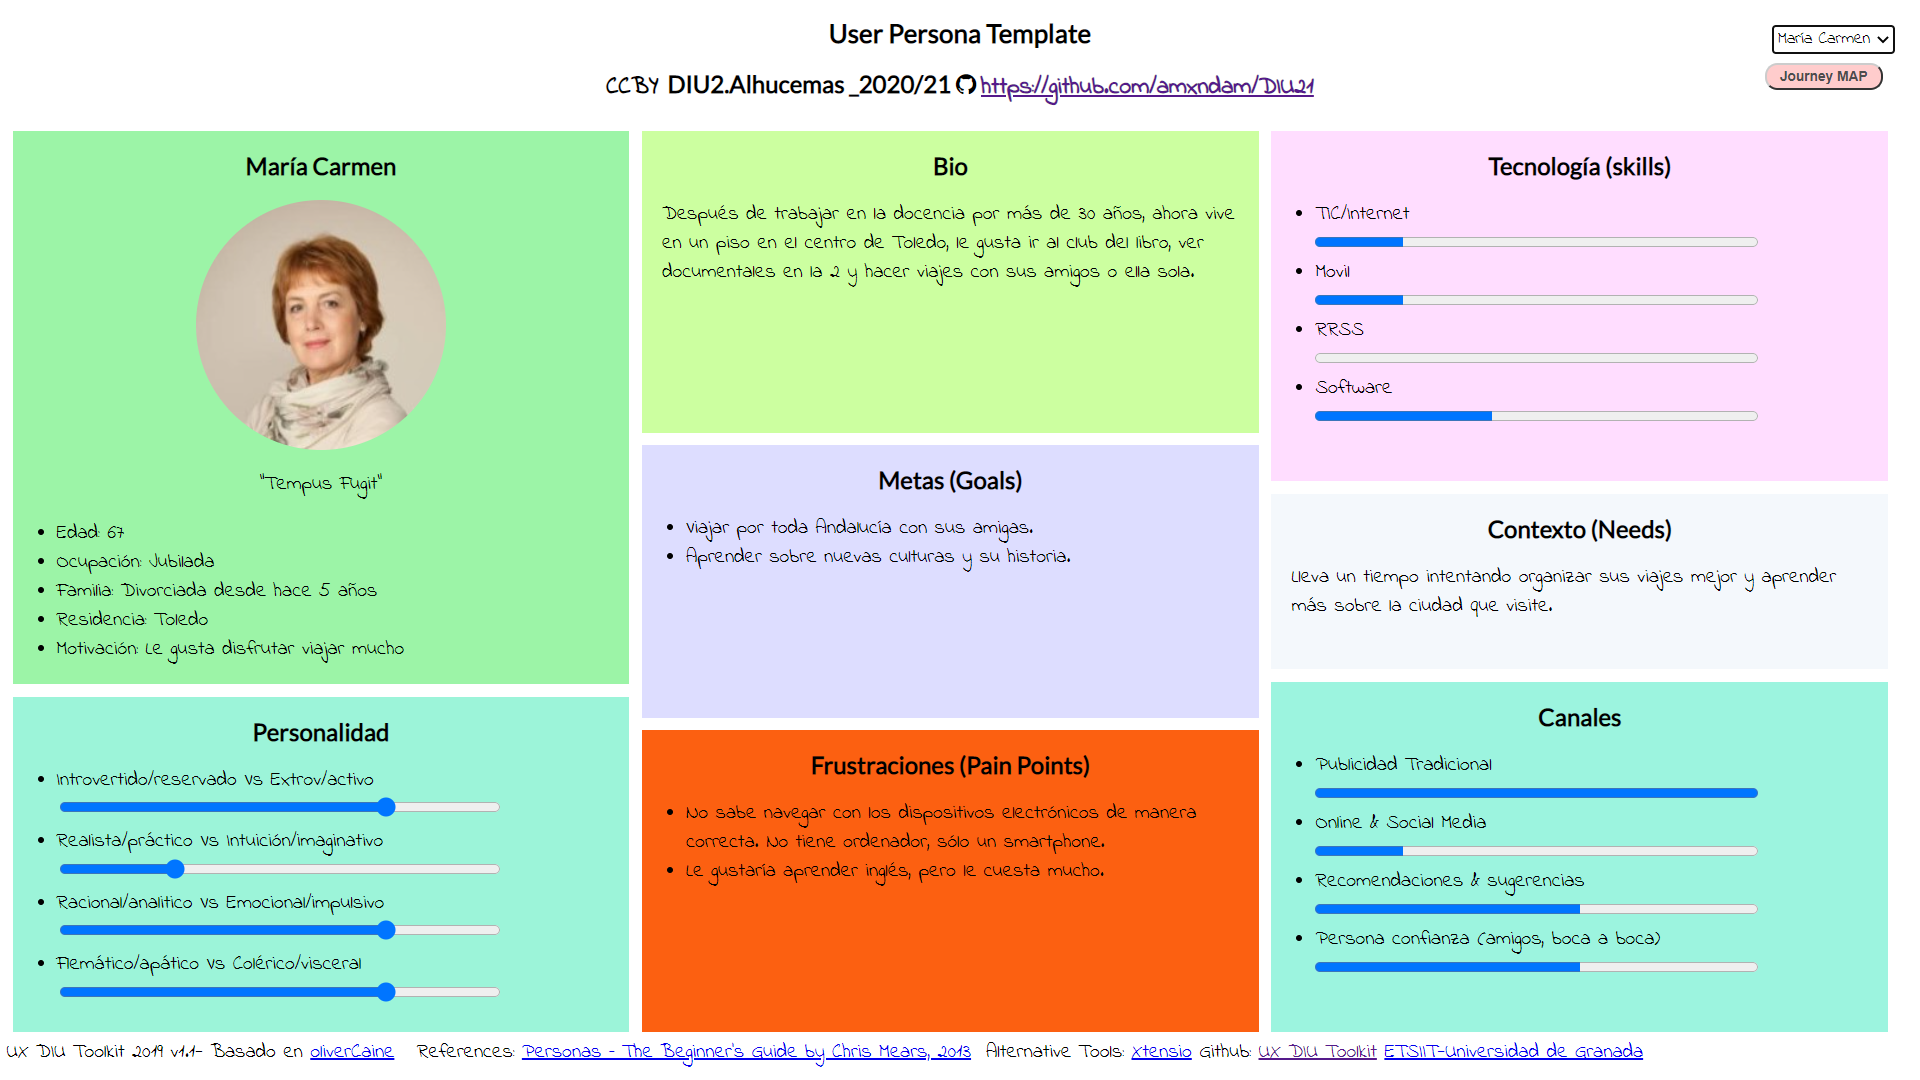 User Persona Template
María Carmen
CCBY DIU2.Alhucemas _2020/21 https://github.com/amxndam/DIU21
Journey MAP
María Carmen
"Tempus Fugit"
Edad: 67
Ocupación: Jubilada
Familia: Divorciada desde hace 5 años
Residencia: Toledo
Motivación: Le gusta disfrutar viajar mucho
Personalidad
Introvertido/reservado Vs Extrov/activo
Realista/práctico Vs Intuición/imaginativo
Racional/analitico Vs Emocional/impulsivo
Flemático/apático Vs Colérico/visceral
Bio
Después de trabajar en la docencia por más de 30 años, ahora vive
en un piso en el centro de Toledo, le gusta ir al club del libro, ver
documentales en la 2 y hacer viajes con sus amigos o ella sola.
Metas (Goals)
Viajar por toda Andalucía con sus amigas.
Aprender sobre nuevas culturas y su historia.
Frustraciones (Pain Points)
No sabe navegar con los dispositivos electrónicos de manera
correcta. No tiene ordenador, sólo un smartphone.
Le gustaría aprender inglés, pero le cuesta mucho.
Tecnología (skills)
TIC/Internet
Movil
RRSS
Software
Contexto (Needs)
Lleva un tiempo intentando organizar sus viajes mejor y aprender
más sobre la ciudad que visite.
Canales
Publicidad Tradicional
Online & Social Media
Recomendaciones & sugerencias
Persona confianza (amigos, boca a boca)
UX DIU Toolkit 2019 v1.1- Basado en oliverCaine References: Personas - The Beginner's Guide by Chris Mears, 2013 Alternative Tools: Xtensio Github: UX DIU Toolkit ETSIIT-Universidad de Granada